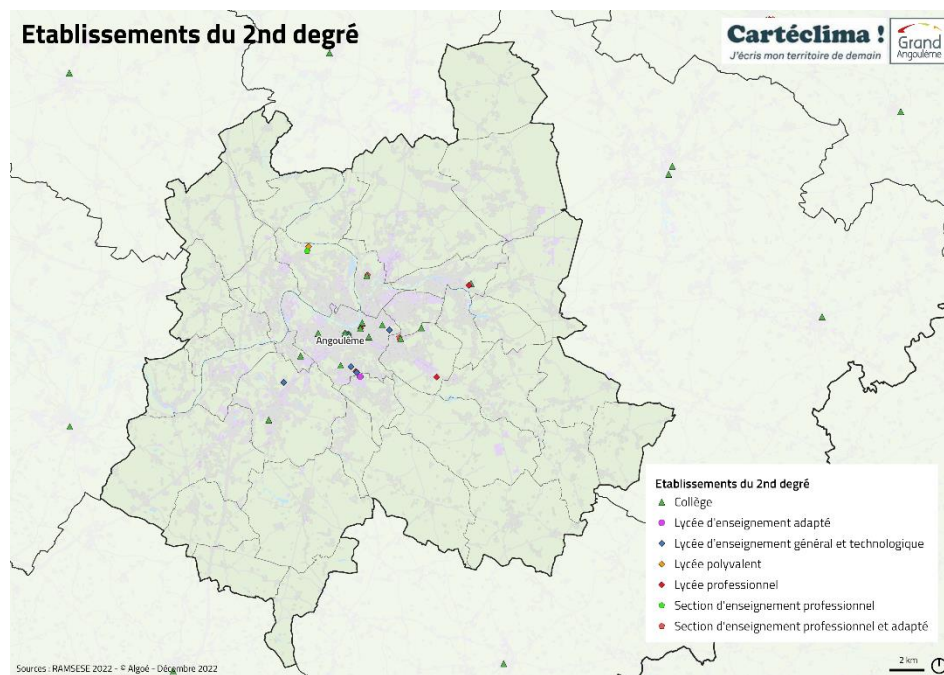 Etablissements du 2nd degré
Cartéclima !
J'écris mon territoire de demain
Grand
Angoulême
Angoulême
Etablissements du 2nd degré
Collège
Lycée d'enseignement adapté
Lycée d'enseignement général et technologique
Lycée polyvalent
Lycée professionnel
Section d'enseignement professionnel
Section d'enseignement professionnel et adapté
Sources : RAMSESE 2022 - © Algoé - Décembre 2022
2 km